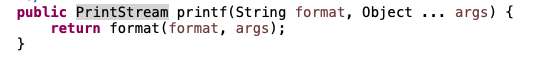 public PrintStream printf(String format, Object ... args) {
    return format(format, args);
}